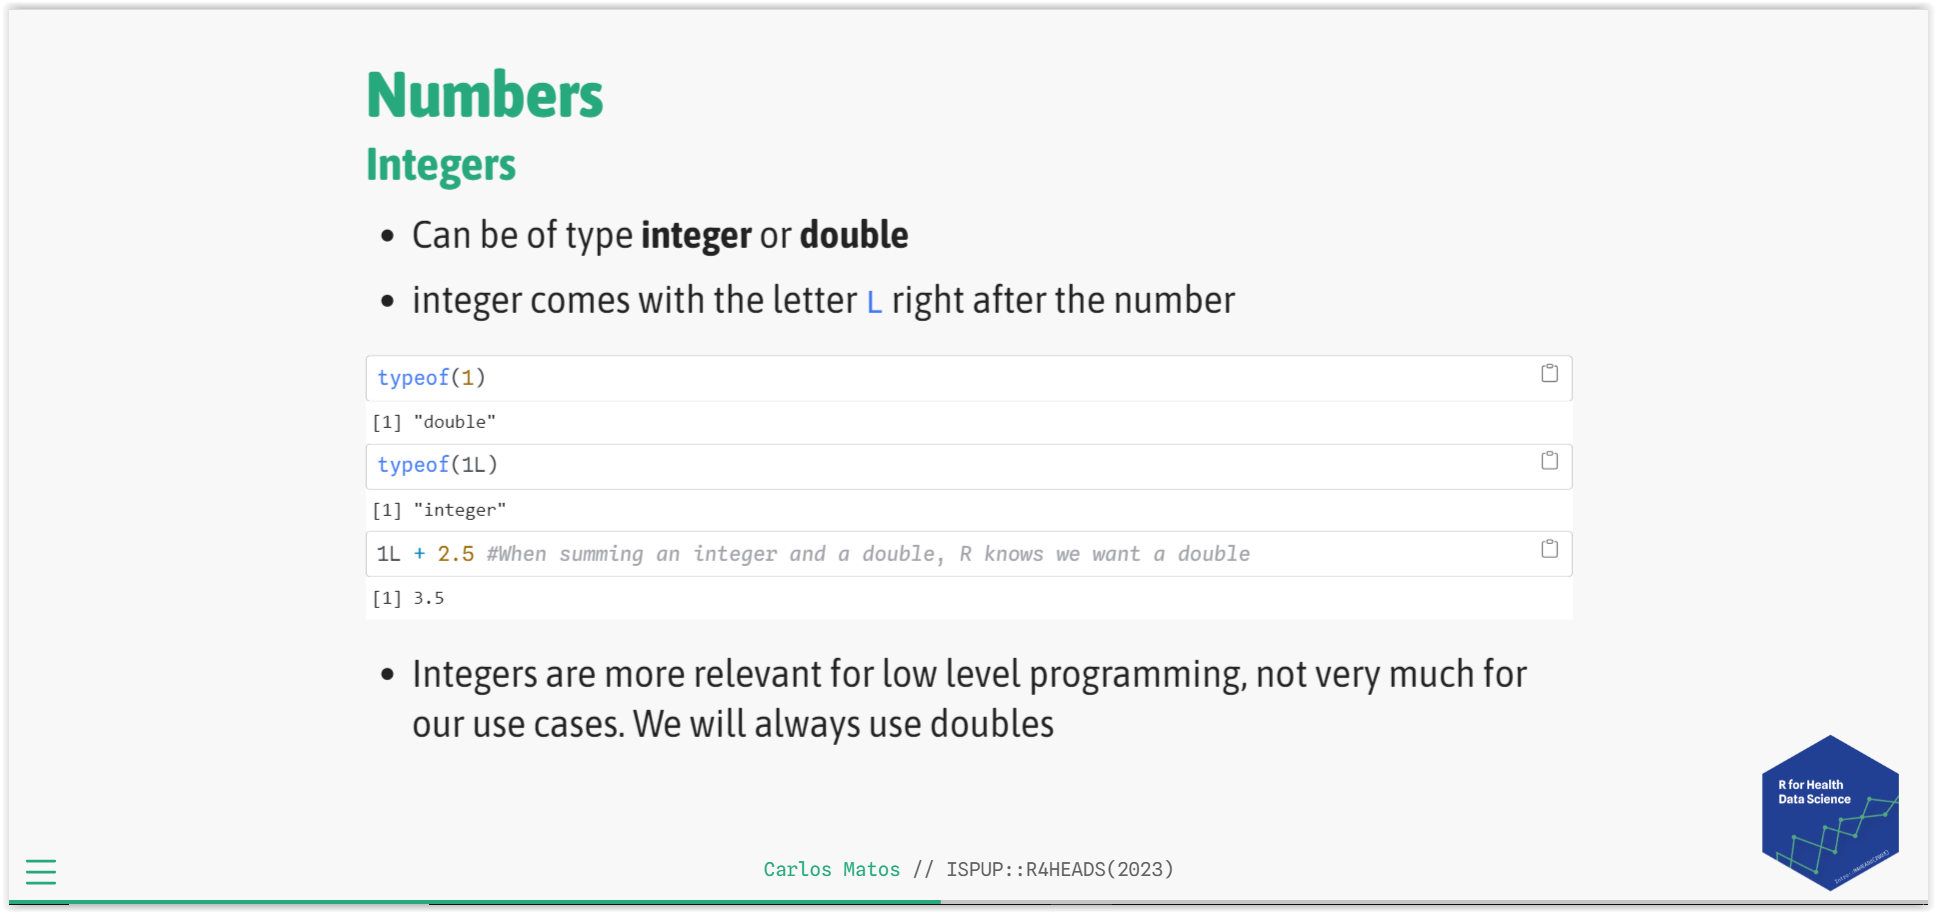 Numbers
Integers
• Can be of type integer or double
• integer comes with the letter L right after the number
typeof(1)
[1] "double"
typeof(1L)
[1] "integer"
1L + 2.5 #When summing an integer and a double, R knows we want a double
[1] 3.5
• Integers are more relevant for low level programming, not very much for
our use cases. We will always use doubles
R for Health
Data Science
Carlos Matos // ISPUP::R4HEADS(2023)